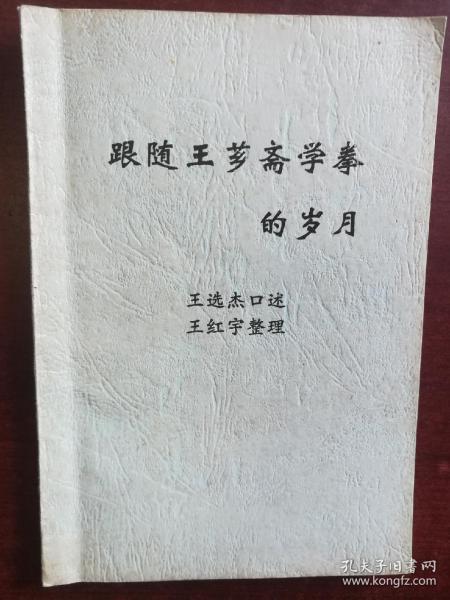 跟随王芗斋学拳
的岁月
王选杰口述
王红宇整理
孔夫子旧书网
www.kongfz.com